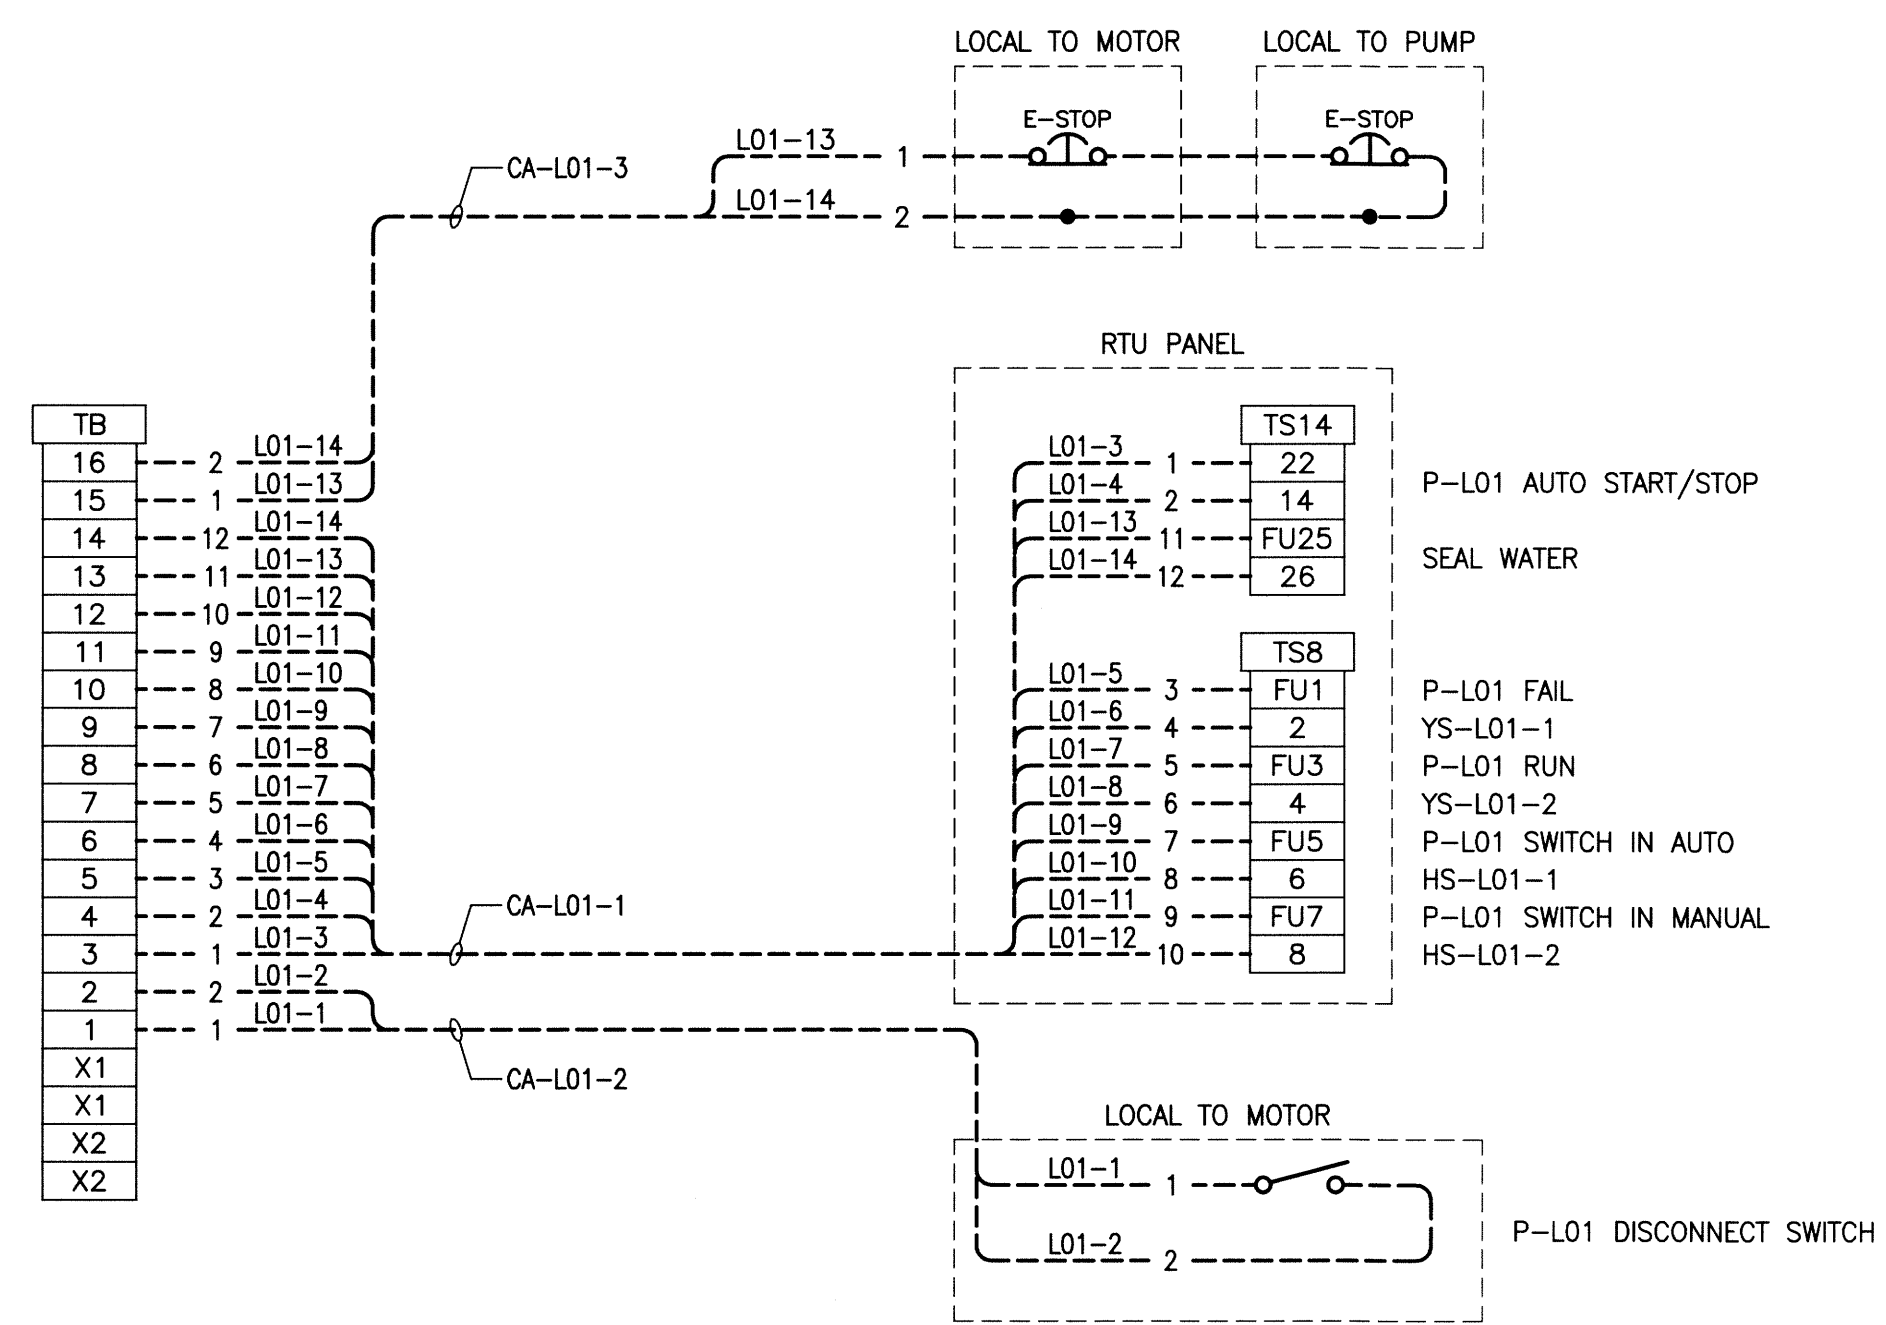 LOCAL TO MOTOR
LOCAL TO PUMP
E-STOP
E-STOP
L01-13
1
CA-L01-3
L01-14
2
RTU PANEL
TB
16 2 L01-14
15 1 L01-13
14 12 L01-14
13 11 L01-13
12 10 L01-12
11 9 L01-11
10 8 L01-10
9 7 L01-9
8 6 L01-8
7 5 L01-7
6 4 L01-6
5 3 L01-5
4 2 L01-4
3 1 L01-3
2 2 L01-2
1 1 L01-1
X1
X1
X2
X2
CA-L01-1
CA-L01-2
TS14
L01-3 1 22
L01-4 2 14
P-L01 AUTO START/STOP
L01-13 11 FU25
L01-14 12 26
SEAL WATER
TS8
L01-5 3 FU1 P-L01 FAIL
L01-6 4 2 YS-L01-1
L01-7 5 FU3 P-L01 RUN
L01-8 6 4 YS-L01-2
L01-9 7 FU5 P-L01 SWITCH IN AUTO
L01-10 8 6 HS-L01-1
L01-11 9 FU7 P-L01 SWITCH IN MANUAL
L01-12 10 8 HS-L01-2
LOCAL TO MOTOR
L01-1 1
L01-2 2
P-L01 DISCONNECT SWITCH